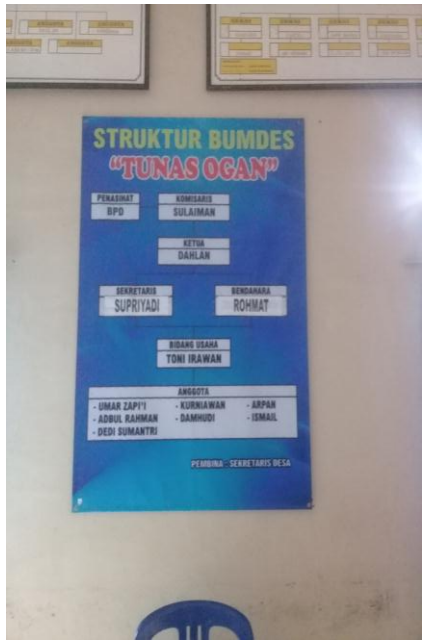 STRUKTUR BUMDES
"TUNAS OGAN"
PENASIHAT
BPD
KOMISARIS
SULAIMAN
KETUA
DAHLAN
SEKRETARIS
SUPRIYADI
BENDAHARA
ROHMAT
BIDANG USAHA
TONI IRAWAN
ANGGOTA
- UMAR ZAPI'I - KURNIAWAN - ARPAN
- ADBUL RAHMAN - DAMHUDI - ISMAIL
- DEDI SUMANTRI
PEMBINA - SEKRETARIS DESA